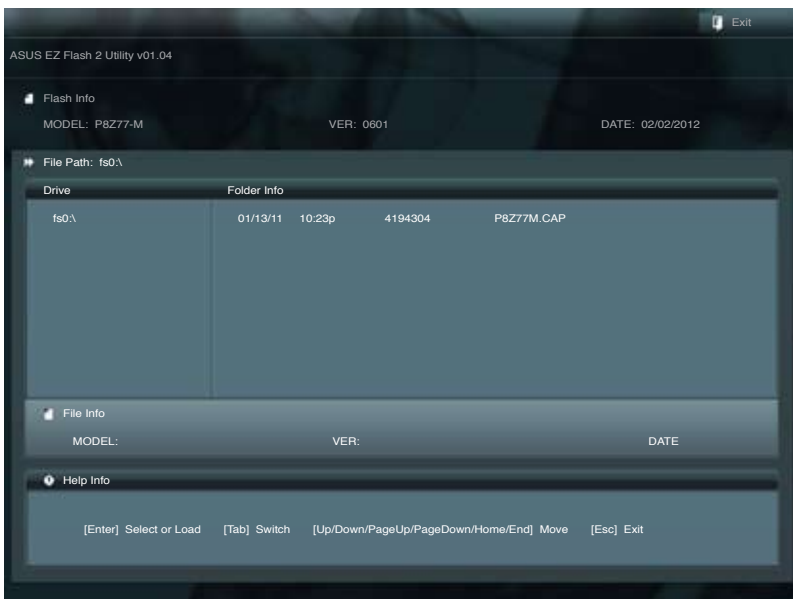 Exit
ASUS EZ Flash 2 Utility v01.04
Flash Info
MODEL: P8Z77-M VER: 0601 DATE: 02/02/2012
File Path: fs0:\
Drive Folder Info
fs0:\ 01/13/11 10:23p 4194304 P8Z77M.CAP
File Info
MODEL: VER: DATE
Help Info
[Enter] Select or Load [Tab] Switch [Up/Down/PageUp/PageDown/Home/End] Move [Esc] Exit